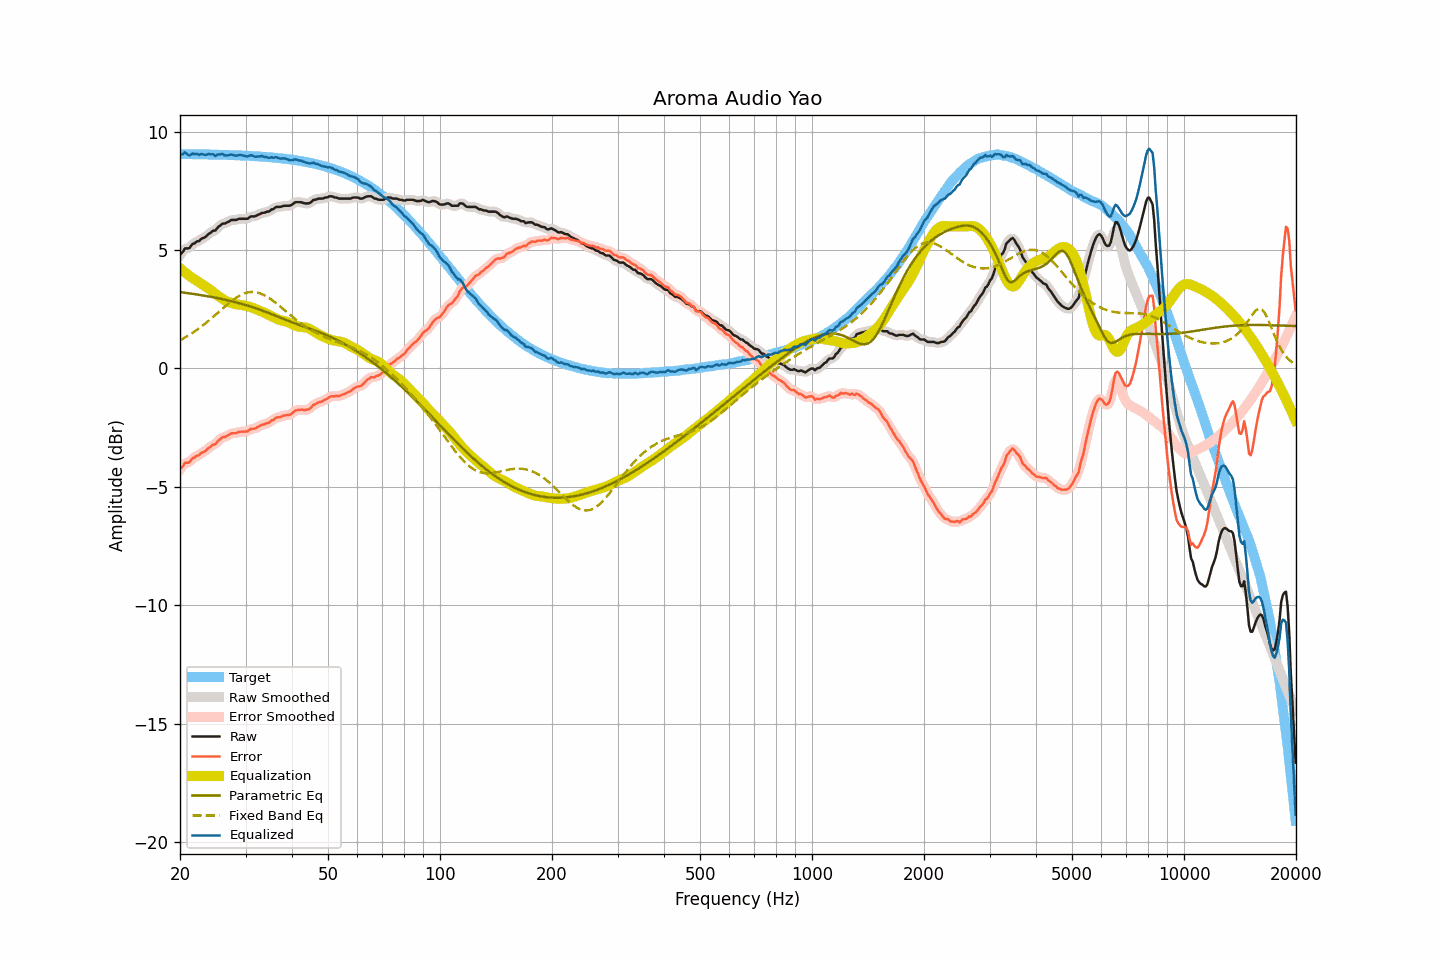 Aroma Audio Yao
10
5
0
−5
−10
−15
−20
Amplitude (dBr)
Target
Raw Smoothed
Error Smoothed
Raw
Error
Equalization
Parametric Eq
Fixed Band Eq
Equalized
20 50 100 200 500 1000 2000 5000 10000 20000
Frequency (Hz)